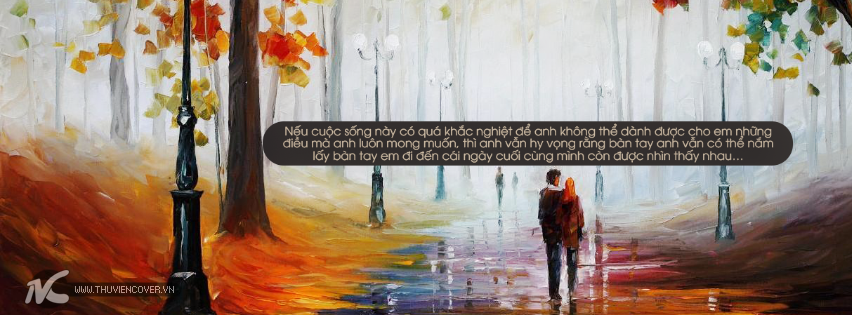 Nếu cuộc sống này có quá khắc nghiệt để anh không thể dành được cho em những
điều mà anh luôn mong muốn, thì anh vẫn hy vọng rằng bàn tay anh vẫn có thể nắm
lấy bàn tay em đi đến cái ngày cuối cùng mình còn được nhìn thấy nhau...
NC
WWW.THUVIENCOVER.VN